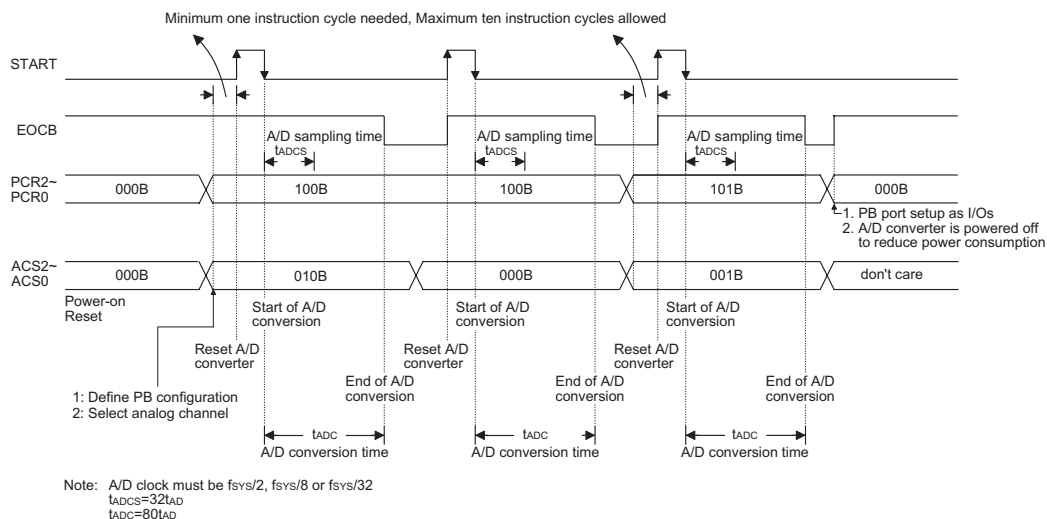 Minimum one instruction cycle needed, Maximum ten instruction cycles allowed
START
EOCB
A/D sampling time
tADCS
A/D sampling time
tADCS
A/D sampling time
tADCS
PCR2~
PCR0
000B
100B
100B
101B
000B
1. PB port setup as I/Os
2. A/D converter is powered off
to reduce power consumption
ACS2~
ACS0
000B
010B
000B
001B
don't care
Power-on
Reset
Start of A/D
conversion
Start of A/D
conversion
Start of A/D
conversion
Reset A/D
converter
Reset A/D
converter
Reset A/D
converter
1: Define PB configuration
2: Select analog channel
End of A/D
conversion
End of A/D
conversion
End of A/D
conversion
tADC
A/D conversion time
tADC
A/D conversion time
tADC
A/D conversion time
Note: A/D clock must be fSYS/2, fSYS/8 or fSYS/32
tADCS=32tAD
tADC=80tAD